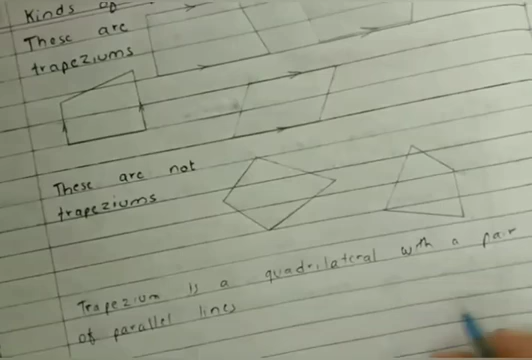 Kinds of
These are
trapeziums
These are not
trapeziums
Trapezium is a quadrilateral with a pair
of parallel lines